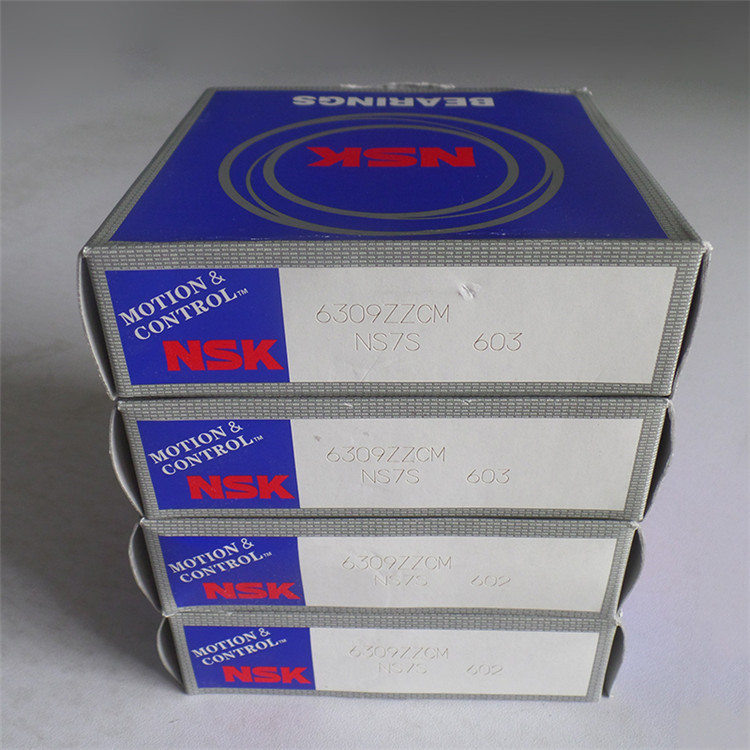 BEARINGS
NSK
MOTION &
CONTROL™
NSK
6309ZZCM
NS7S 603
MOTION &
CONTROL™
NSK
6309ZZCM
NS7S 603
MOTION &
CONTROL™
NSK
6309ZZCM
NS7S 602
MOTION &
CONTROL™
NSK
6309ZZCM
NS7S 602